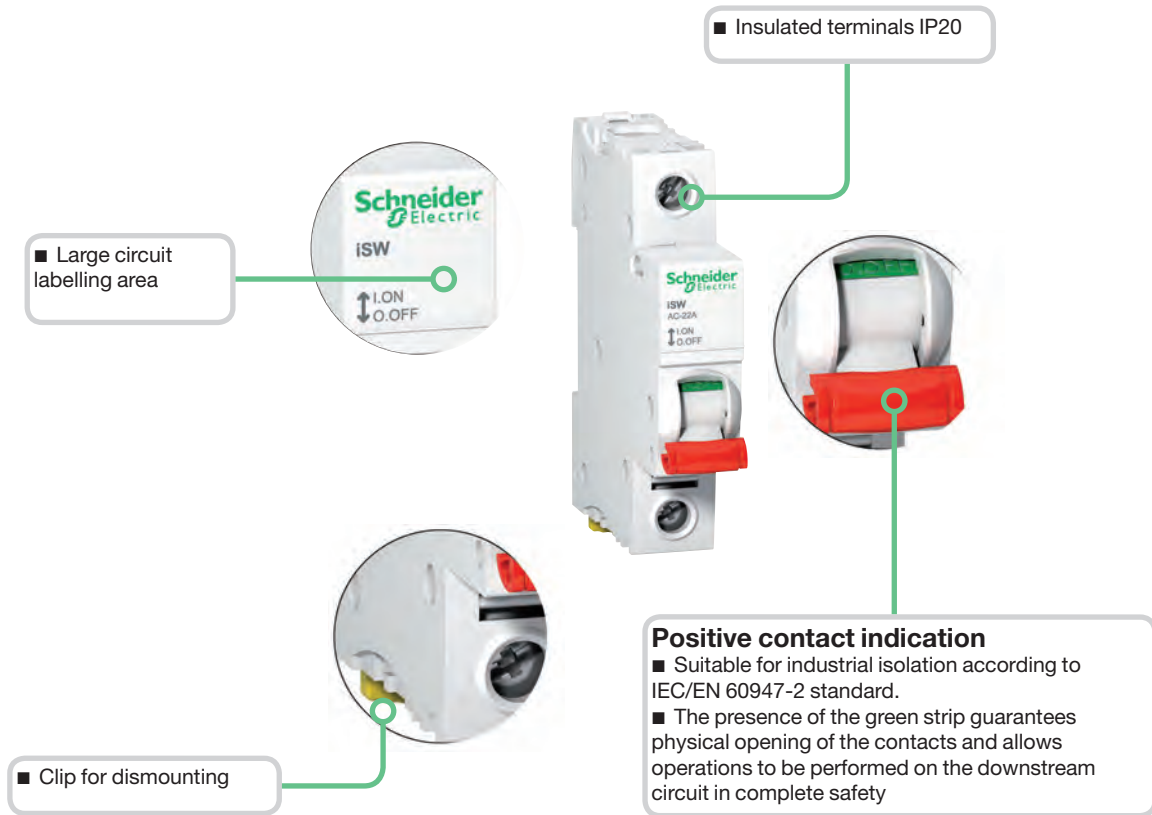 ■ Insulated terminals IP20
Schneider
Electric
iSW
I.ON
O.OFF
■ Large circuit
labelling area
Schneider
Electric
iSW
AC-22A
I.ON
O.OFF
■ Clip for dismounting
Positive contact indication
■ Suitable for industrial isolation according to
IEC/EN 60947-2 standard.
■ The presence of the green strip guarantees
physical opening of the contacts and allows
operations to be performed on the downstream
circuit in complete safety